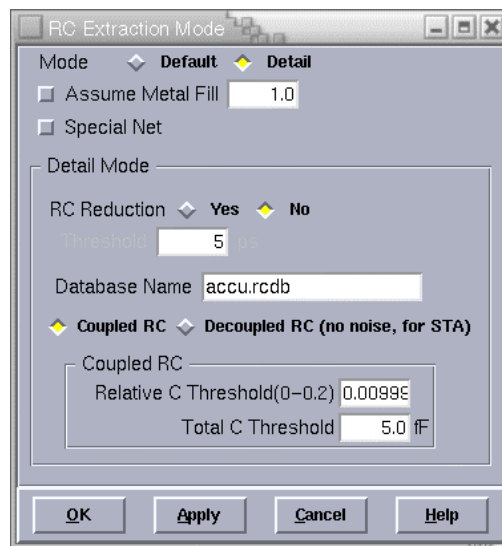 RC Extraction Mode
Mode Default Detail
Assume Metal Fill 1.0
Special Net
Detail Mode
RC Reduction Yes No
Threshold 5 ps
Database Name accu.rcdb
Coupled RC Decoupled RC (no noise, for STA)
Coupled RC
Relative C Threshold(0-0.2) 0.00999
Total C Threshold 5.0 fF
OK Apply Cancel Help